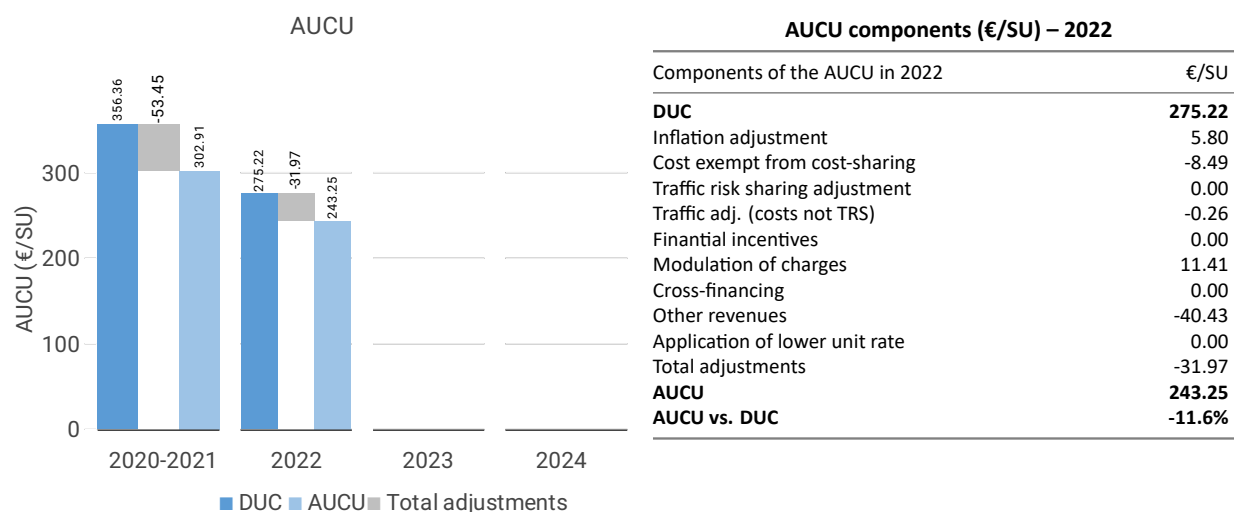 AUCU
AUCU (€/SU)
300
200
100
0
356.36
-53.45
302.91
275.22
-31.97
243.25
2020-2021 2022 2023 2024
DUC AUCU Total adjustments
AUCU components (€/SU) – 2022
Components of the AUCU in 2022 €/SU
DUC 275.22
Inflation adjustment 5.80
Cost exempt from cost-sharing -8.49
Traffic risk sharing adjustment 0.00
Traffic adj. (costs not TRS) -0.26
Finantial incentives 0.00
Modulation of charges 11.41
Cross-financing 0.00
Other revenues -40.43
Application of lower unit rate 0.00
Total adjustments -31.97
AUCU 243.25
AUCU vs. DUC -11.6%